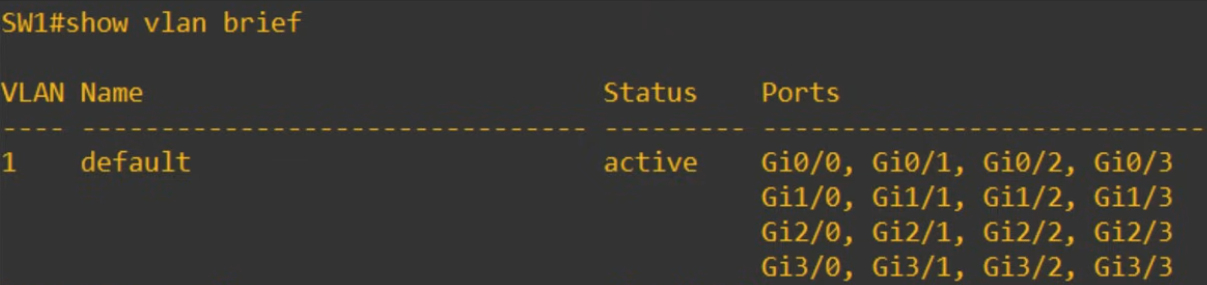 SW1#show vlan brief
VLAN Name                             Status    Ports
---- -------------------------------- --------- ----------------------------
1    default                          active    Gi0/0, Gi0/1, Gi0/2, Gi0/3
                                                Gi1/0, Gi1/1, Gi1/2, Gi1/3
                                                Gi2/0, Gi2/1, Gi2/2, Gi2/3
                                                Gi3/0, Gi3/1, Gi3/2, Gi3/3